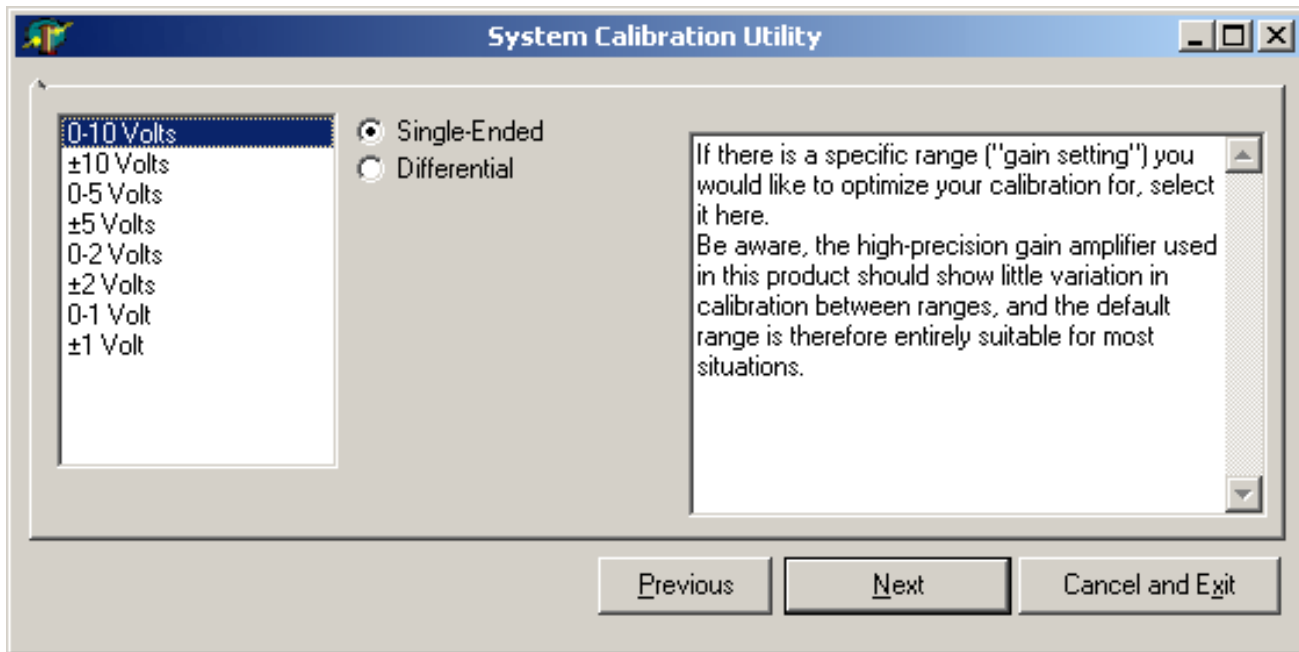 System Calibration Utility
0-10 Volts
±10 Volts
0-5 Volts
±5 Volts
0-2 Volts
±2 Volts
0-1 Volt
±1 Volt
Single-Ended
Differential
If there is a specific range ("gain setting") you
would like to optimize your calibration for, select
it here.
Be aware, the high-precision gain amplifier used
in this product should show little variation in
calibration between ranges, and the default
range is therefore entirely suitable for most
situations.
Previous
Next
Cancel and Exit